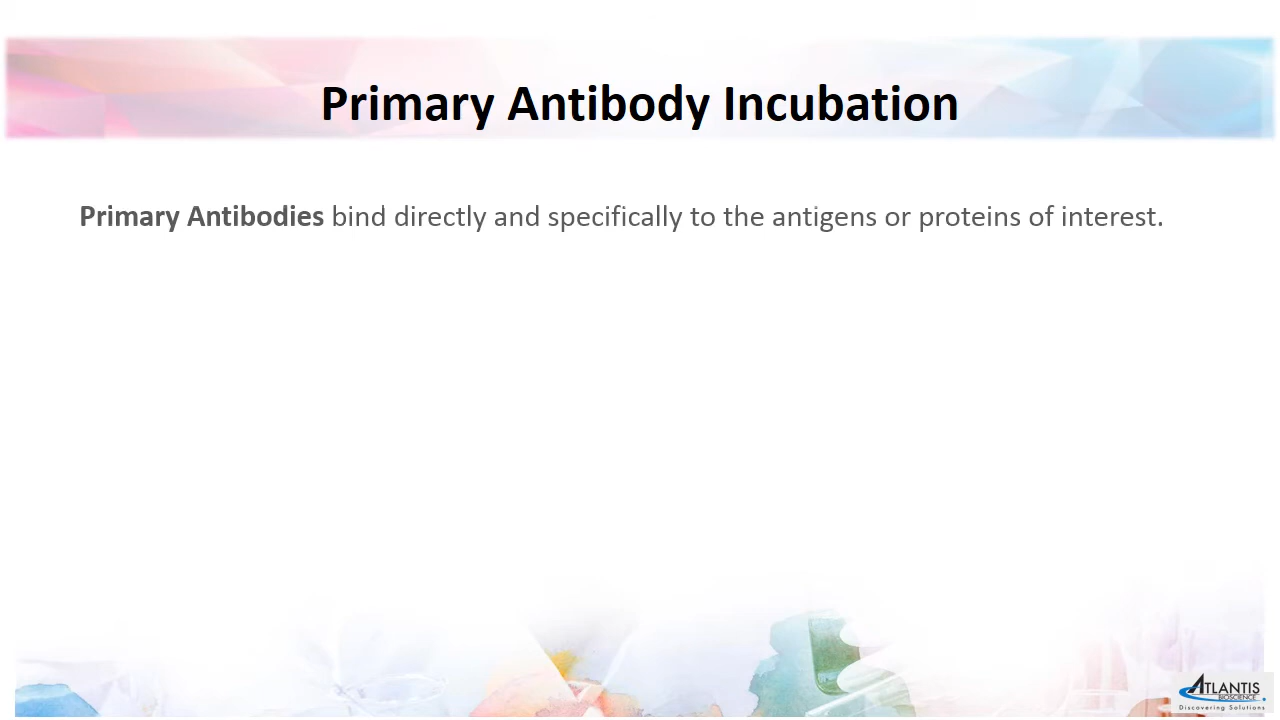 Primary Antibody Incubation
Primary Antibodies bind directly and specifically to the antigens or proteins of interest.
ATLANTIS
BIOSCIENCE
Discovering Solutions